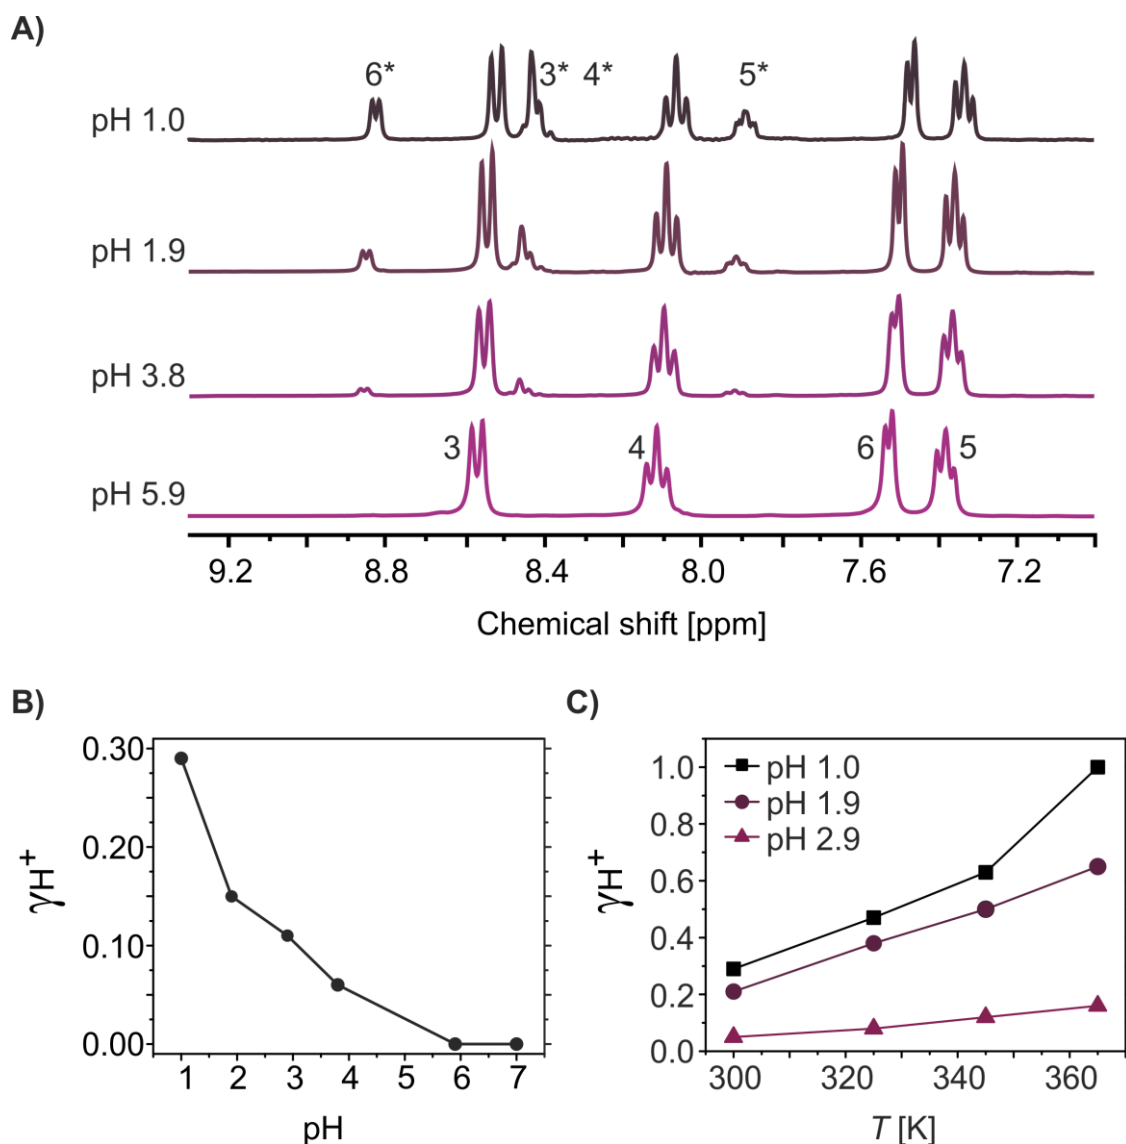 A)
6* 3* 4* 5*
pH 1.0
pH 1.9
pH 3.8
pH 5.9
3 4 6 5
9.2 8.8 8.4 8.0 7.6 7.2
Chemical shift [ppm]
B)
0.30
0.20
0.10
0.00
γH+
1 2 3 4 5 6 7
pH
C)
1.0
0.8
0.6
0.4
0.2
0.0
γH+
pH 1.0
pH 1.9
pH 2.9
300 320 340 360
T [K]